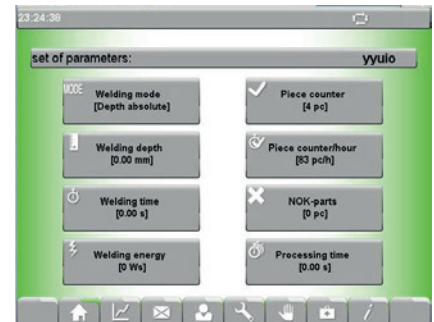 23:24:38
set of parameters: yyuio
MODE Welding mode
[Depth absolute]
Piece counter
[4 pc]
Welding depth
[0.00 mm]
Piece counter/hour
[83 pc/h]
Welding time
[0.00 s]
NOK-parts
[0 pc]
Welding energy
[0 Ws]
Processing time
[0.00 s]